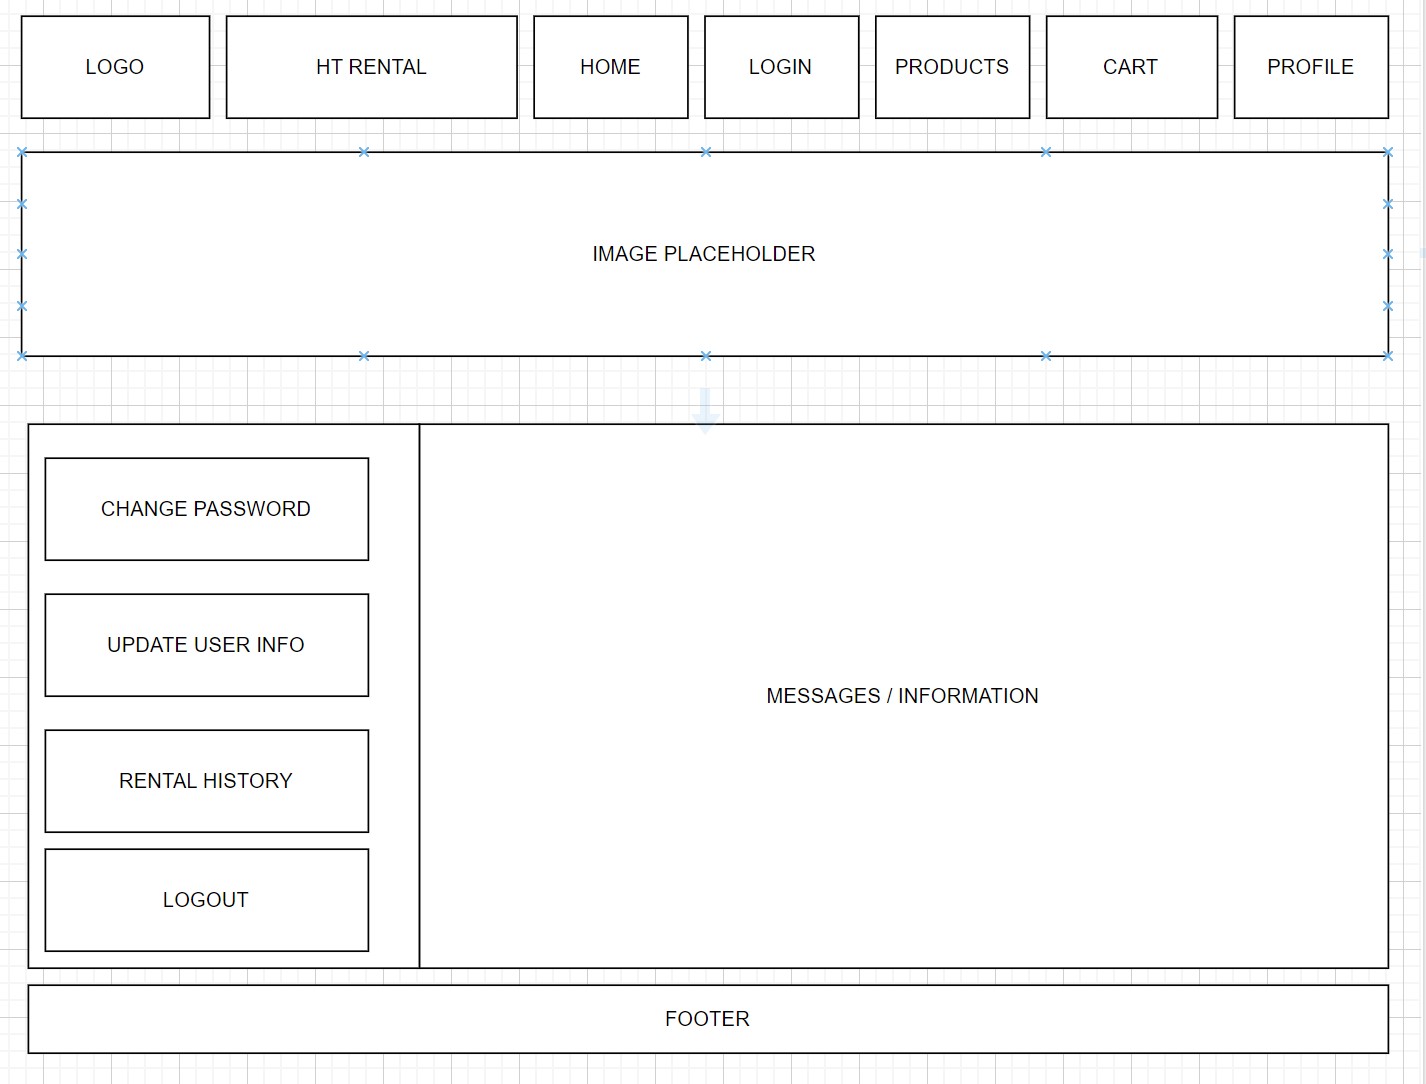 LOGO
HT RENTAL
HOME
LOGIN
PRODUCTS
CART
PROFILE
IMAGE PLACEHOLDER
CHANGE PASSWORD
UPDATE USER INFO
RENTAL HISTORY
LOGOUT
MESSAGES / INFORMATION
FOOTER